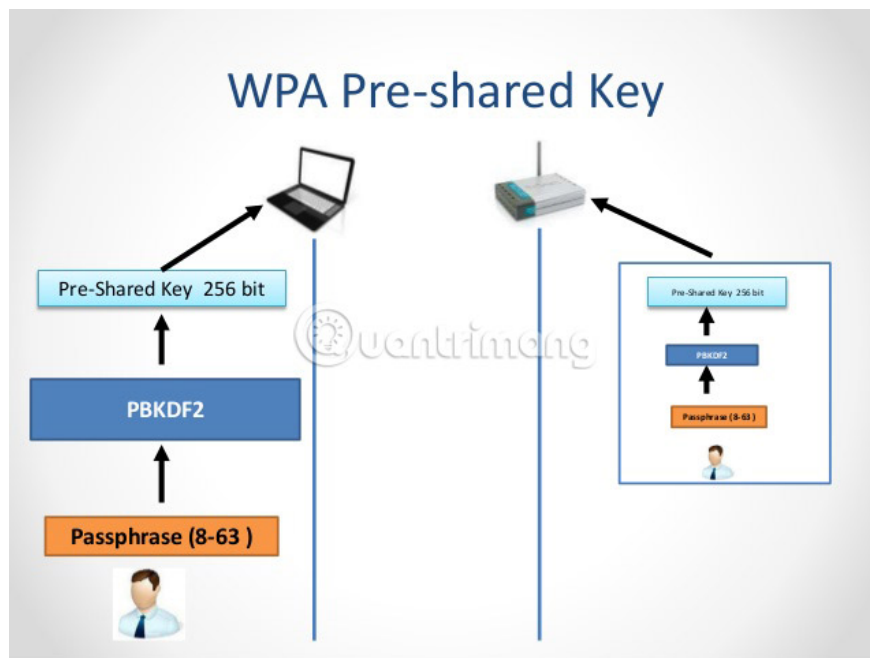 WPA Pre-shared Key
Pre-Shared Key 256 bit
PBKDF2
Passphrase (8-63 )
Quantrimang
Pre-Shared Key 256 bit
PBKDF2
Passphrase (8-63 )